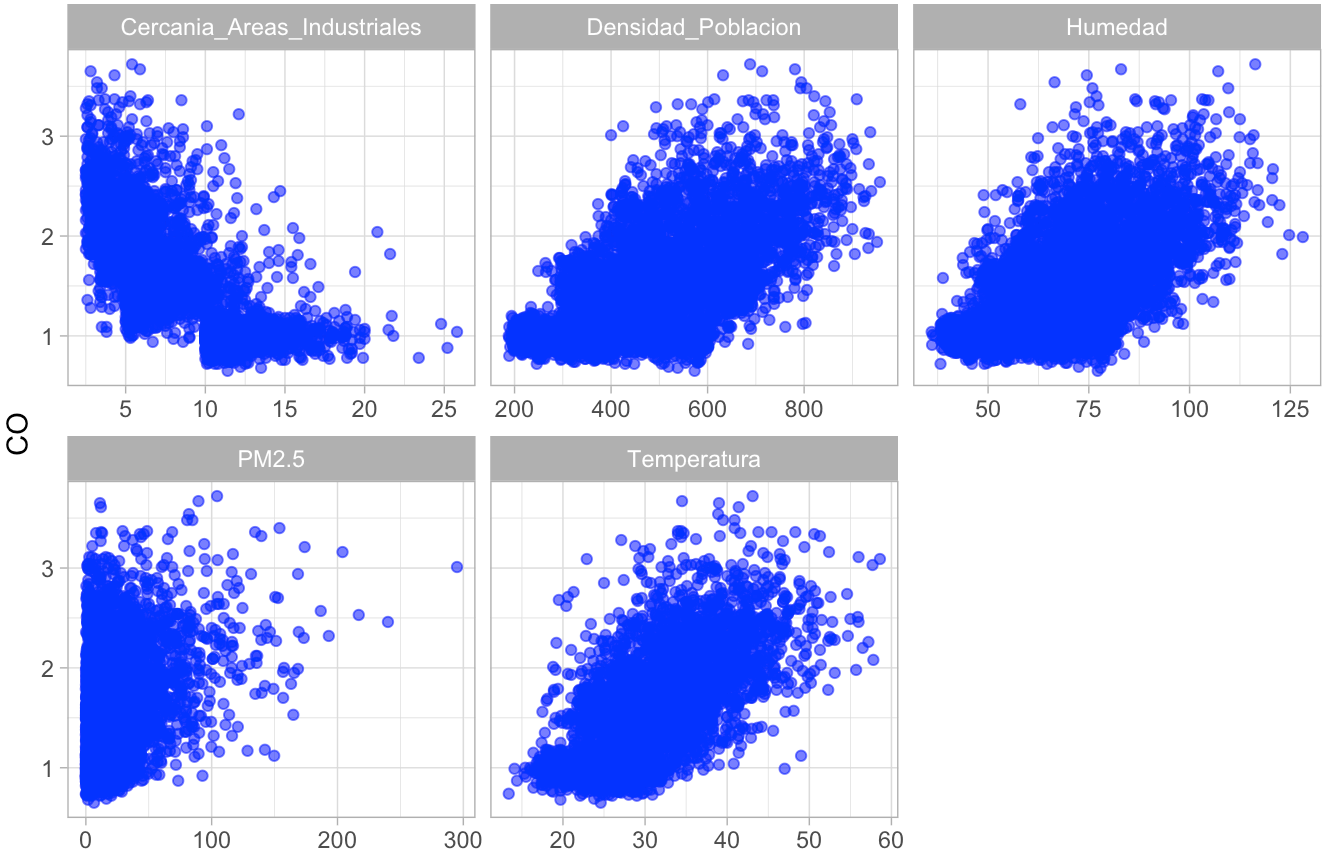 Cercania_Areas_Industriales
Densidad_Poblacion
Humedad
3
2
1
5 10 15 20 25
200 400 600 800
50 75 100 125
CO
PM2.5
Temperatura
3
2
1
0 100 200 300
20 30 40 50 60